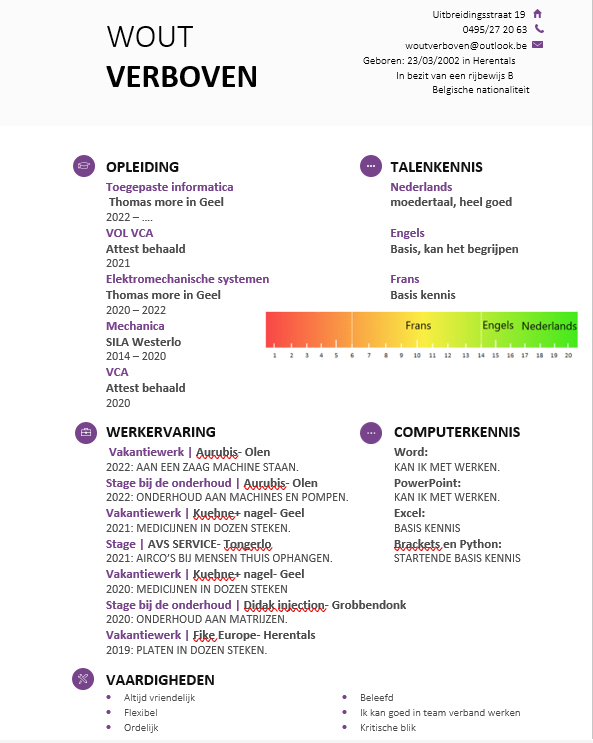 WOUT
VERBOVEN
Uitbreidingsstraat 19
0495/27 20 63
woutverboven@outlook.be
Geboren: 23/03/2002 in Herentals
In bezit van een rijbewijs B
Belgische nationaliteit
OPLEIDING
Toegepaste informatica
Thomas more in Geel
2022 – ....
VOL VCA
Attest behaald
2021
Elektromechanische systemen
Thomas more in Geel
2020 – 2022
Mechanica
SILA Westerlo
2014 – 2020
VCA
Attest behaald
2020
TALENKENNIS
Nederlands
moedertaal, heel goed
Engels
Basis, kan het begrijpen
Frans
Basis kennis
Frans Engels Nederlands
1 2 3 4 5 6 7 8 9 10 11 12 13 14 15 16 17 18 19 20
WERKERVARING
Vakantiewerk | Aurubis- Olen
2022: AAN EEN ZAAG MACHINE STAAN.
Stage bij de onderhoud | Aurubis- Olen
2022: ONDERHOUD AAN MACHINES EN POMPEN.
Vakantiewerk | Kuehne+ nagel- Geel
2021: MEDICIJNEN IN DOZEN STEKEN.
Stage | AVS SERVICE- Tongerlo
2021: AIRCO'S BIJ MENSEN THUIS OPHANGEN.
Vakantiewerk | Kuehne+ nagel- Geel
2020: MEDICIJNEN IN DOZEN STEKEN
Stage bij de onderhoud | Didak injection- Grobbendonk
2020: ONDERHOUD AAN MATRIJZEN.
Vakantiewerk | Fike Europe- Herentals
2019: PLATEN IN DOZEN STEKEN.
COMPUTERKENNIS
Word:
KAN IK MET WERKEN.
PowerPoint:
KAN IK MET WERKEN.
Excel:
BASIS KENNIS
Brackets en Python:
STARTENDE BASIS KENNIS
VAARDIGHEDEN
Altijd vriendelijk
Flexibel
Ordelijk
Beleefd
Ik kan goed in team verband werken
Kritische blik